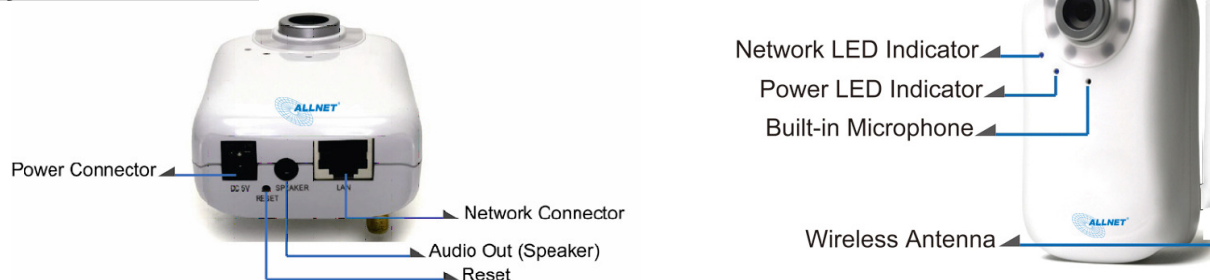 ALLNET
Power Connector
DC 5V
SPEAKER
LAN
RESET
Network Connector
Audio Out (Speaker)
Reset
Network LED Indicator
Power LED Indicator
Built-in Microphone
ALLNET
Wireless Antenna